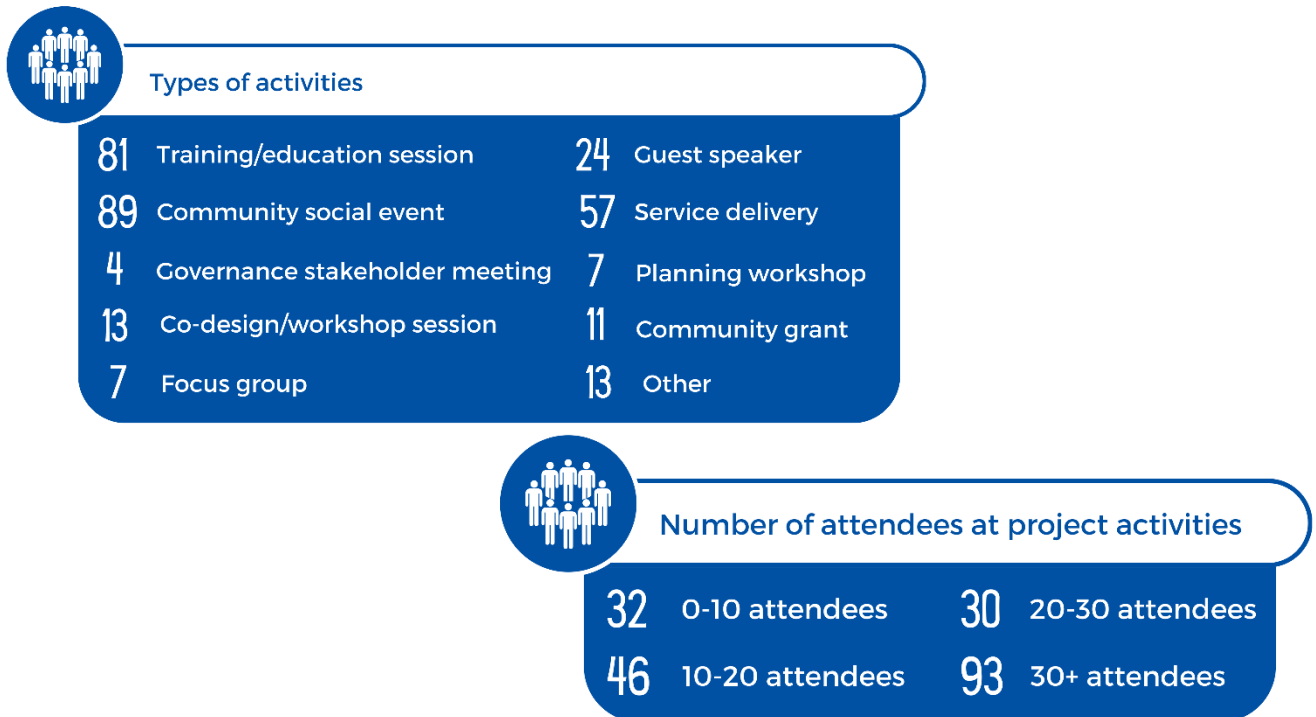 Types of activities
81 Training/education session
89 Community social event
4 Governance stakeholder meeting
13 Co-design/workshop session
7 Focus group
24 Guest speaker
57 Service delivery
7 Planning workshop
11 Community grant
13 Other
Number of attendees at project activities
32 0-10 attendees
46 10-20 attendees
30 20-30 attendees
93 30+ attendees